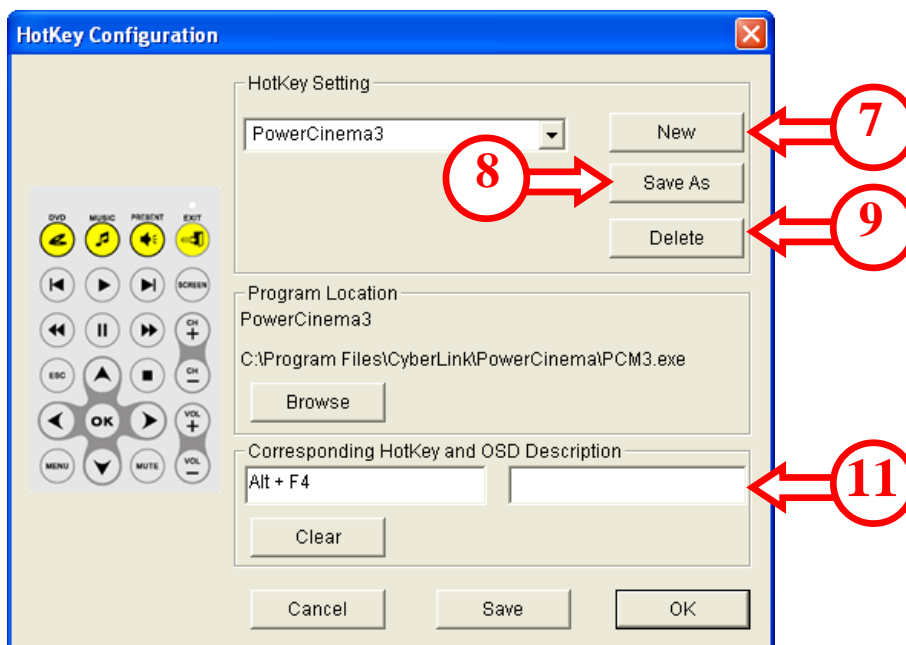 HotKey Configuration
HotKey Setting
PowerCinema3
New
7
8
Save As
Delete
9
DVD MUSIC PRESENT EXIT
SCREEN
CH
+
ESC
CH
−
OK
VOL
+
MENU
MUTE
VOL
−
Program Location
PowerCinema3
C:\Program Files\CyberLink\PowerCinema\PCM3.exe
Browse
Corresponding HotKey and OSD Description
Alt + F4
11
Clear
Cancel Save OK